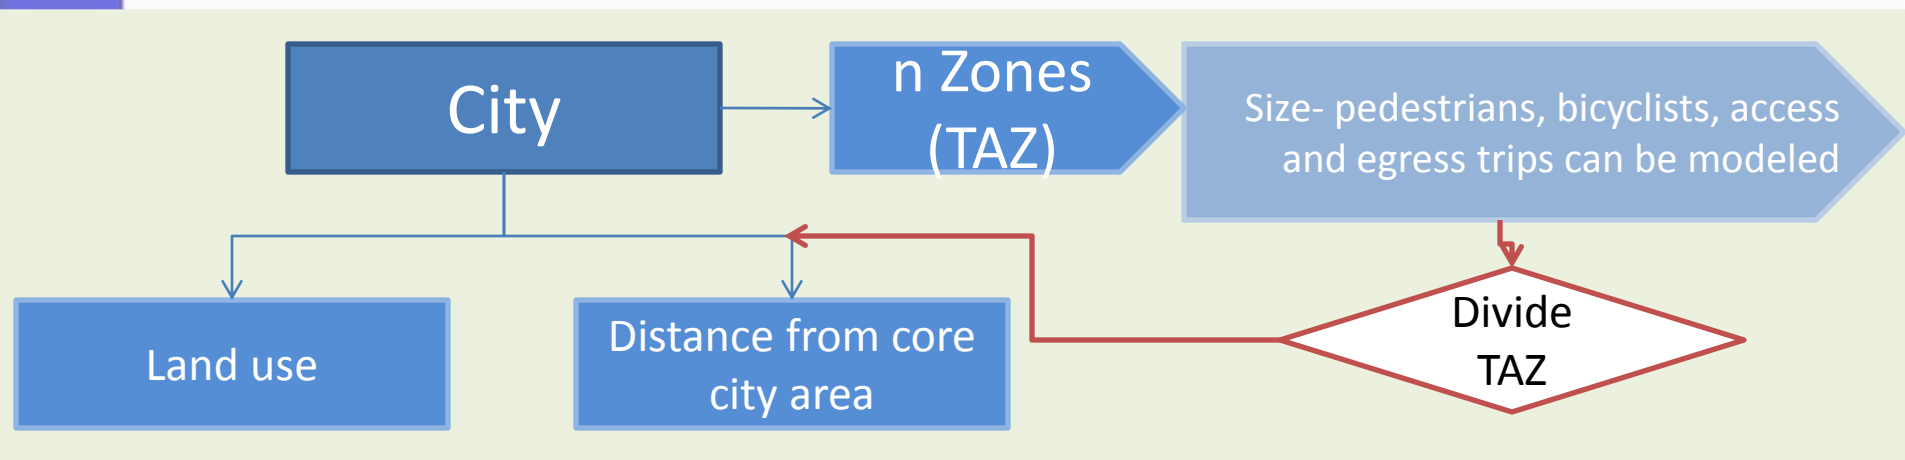 City
n Zones
(TAZ)
Size- pedestrians, bicyclists, access
and egress trips can be modeled
Land use
Distance from core
city area
Divide
TAZ